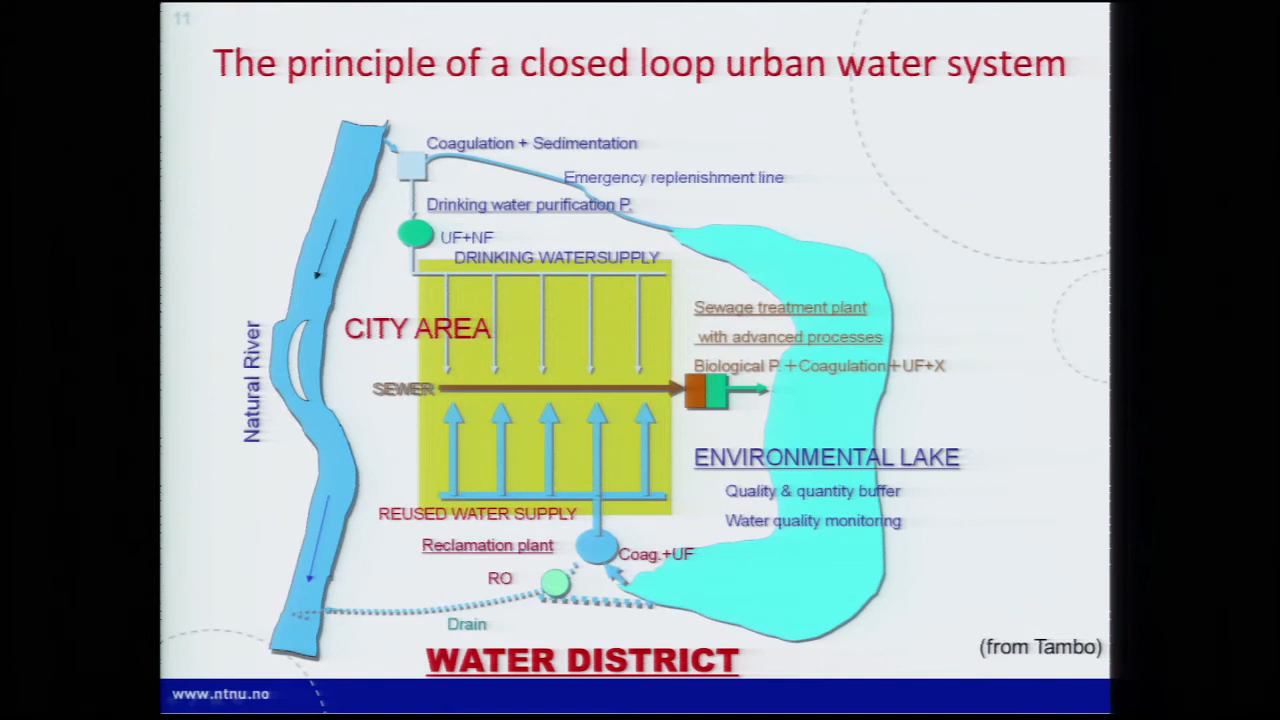 11
The principle of a closed loop urban water system
Coagulation + Sedimentation
Emergency replenishment line
Drinking water purification P.
UF+NF
DRINKING WATERSUPPLY
Natural River
CITY AREA
Sewage treatment plant
with advanced processes
Biological P. +Coagulation+UF+X
SEWER
ENVIRONMENTAL LAKE
Quality & quantity buffer
Water quality monitoring
REUSED WATER SUPPLY
Reclamation plant
Coag.+UF
RO
Drain
WATER DISTRICT
(from Tambo)
www.ntnu.no